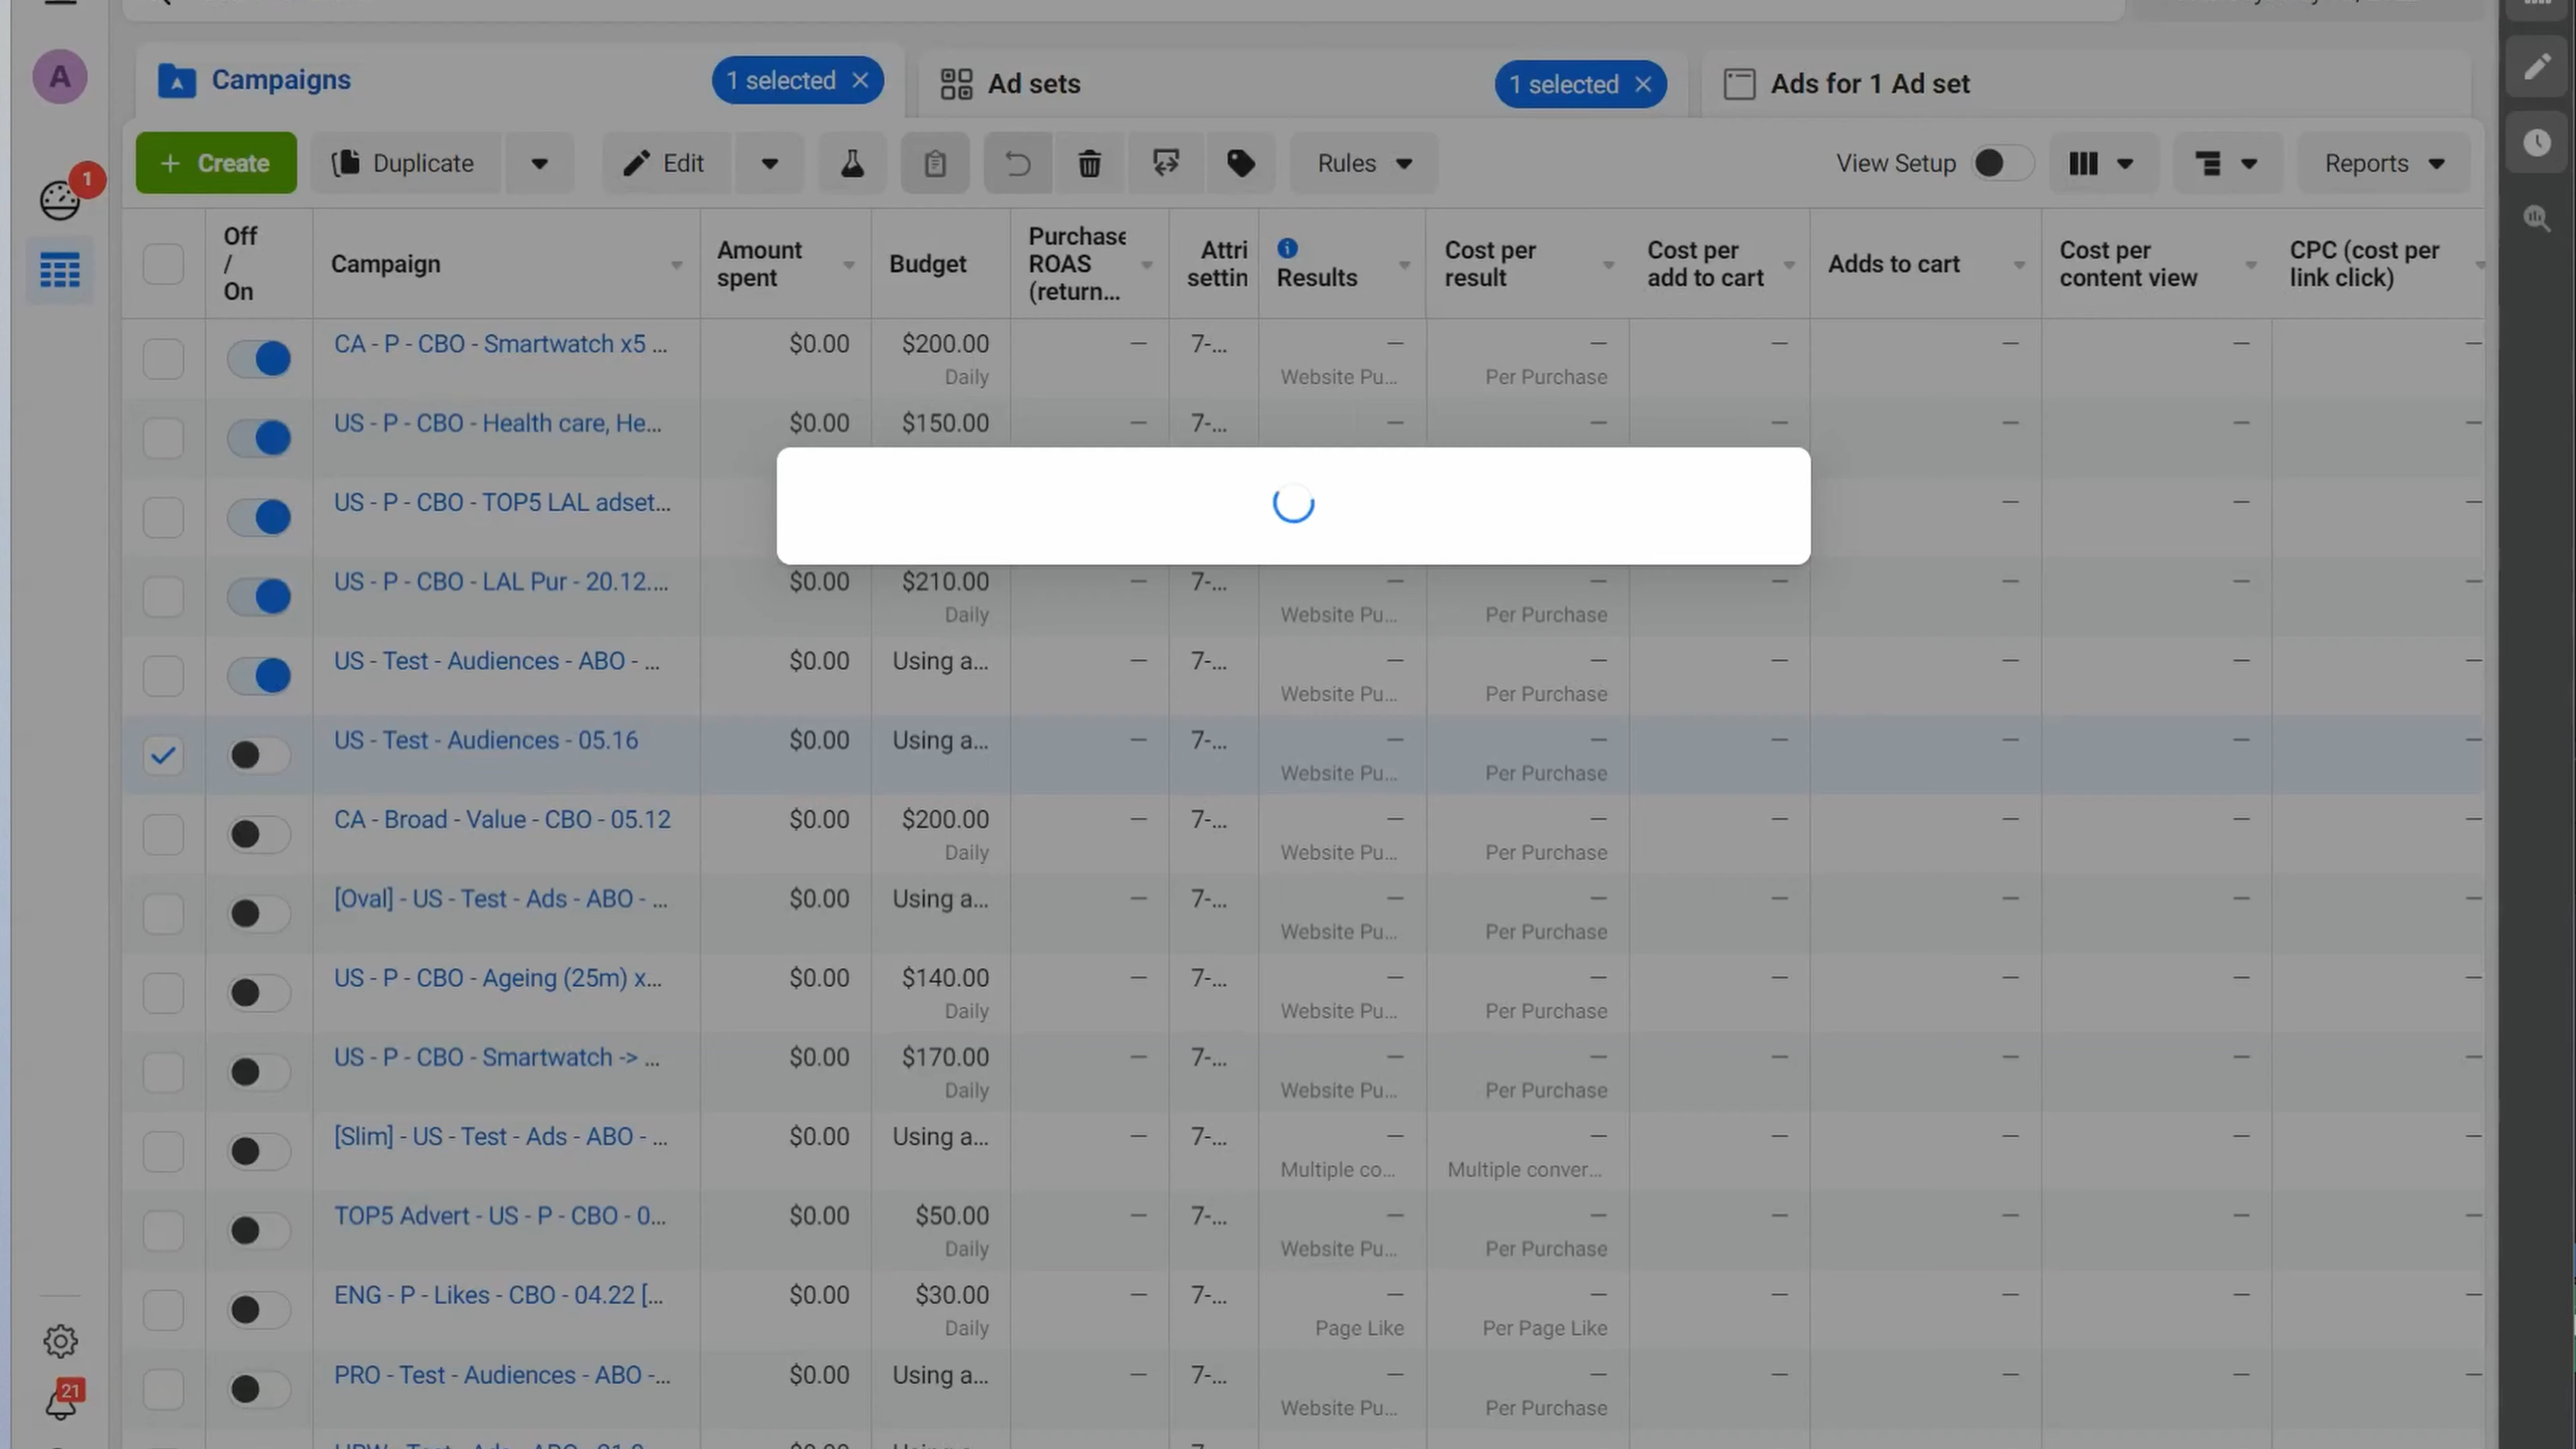 A
Campaigns
1 selected
Ad sets
1 selected
Ads for 1 Ad set
+ Create
Duplicate
Edit
Rules
View Setup
Reports
1
Off / On
Campaign
Amount spent
Budget
Purchase ROAS (return...
Attri settin
Results
Cost per result
Cost per add to cart
Adds to cart
Cost per content view
CPC (cost per link click)
CA - P - CBO - Smartwatch x5 ... $0.00 $200.00 — 7-... — — — — — —
Daily Website Pu... Per Purchase
US - P - CBO - Health care, He... $0.00 $150.00 — 7-... — — — — — —
US - P - CBO - TOP5 LAL adset... — — — —
US - P - CBO - LAL Pur - 20.12.... $0.00 $210.00 — 7-... — — — — — —
Daily Website Pu... Per Purchase
US - Test - Audiences - ABO - ... $0.00 Using a... — 7-... — — — — — —
Website Pu... Per Purchase
US - Test - Audiences - 05.16 $0.00 Using a... — 7-... — — — — — —
Website Pu... Per Purchase
CA - Broad - Value - CBO - 05.12 $0.00 $200.00 — 7-... — — — — — —
Daily Website Pu... Per Purchase
[Oval] - US - Test - Ads - ABO - ... $0.00 Using a... — 7-... — — — — — —
Website Pu... Per Purchase
US - P - CBO - Ageing (25m) x... $0.00 $140.00 — 7-... — — — — — —
Daily Website Pu... Per Purchase
US - P - CBO - Smartwatch -> ... $0.00 $170.00 — 7-... — — — — — —
Daily Website Pu... Per Purchase
[Slim] - US - Test - Ads - ABO - ... $0.00 Using a... — 7-... — — — — — —
Multiple co... Multiple conver...
TOP5 Advert - US - P - CBO - 0... $0.00 $50.00 — 7-... — — — — — —
Daily Website Pu... Per Purchase
ENG - P - Likes - CBO - 04.22 [... $0.00 $30.00 — 7-... — — — — — —
Daily Page Like Per Page Like
PRO - Test - Audiences - ABO -... $0.00 Using a... — 7-... — — — — — —
Website Pu... Per Purchase
21